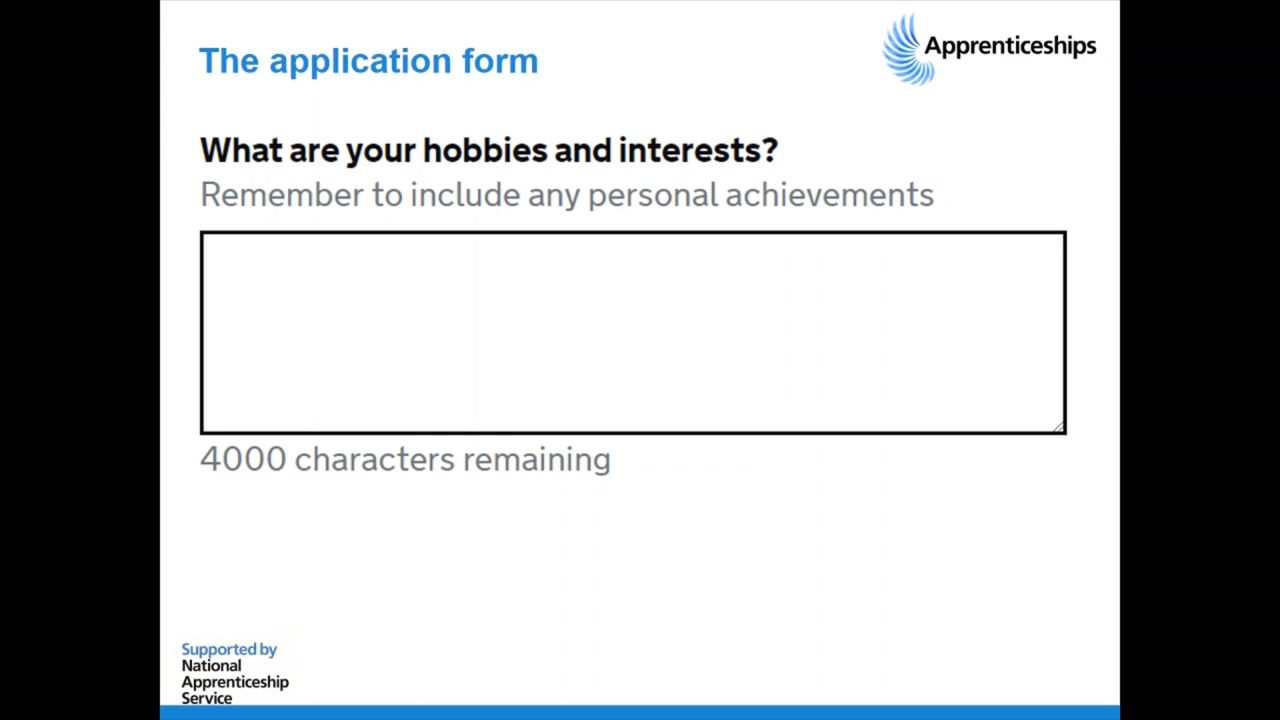 The application form
Apprenticeships
What are your hobbies and interests?
Remember to include any personal achievements
4000 characters remaining
Supported by
National
Apprenticeship
Service